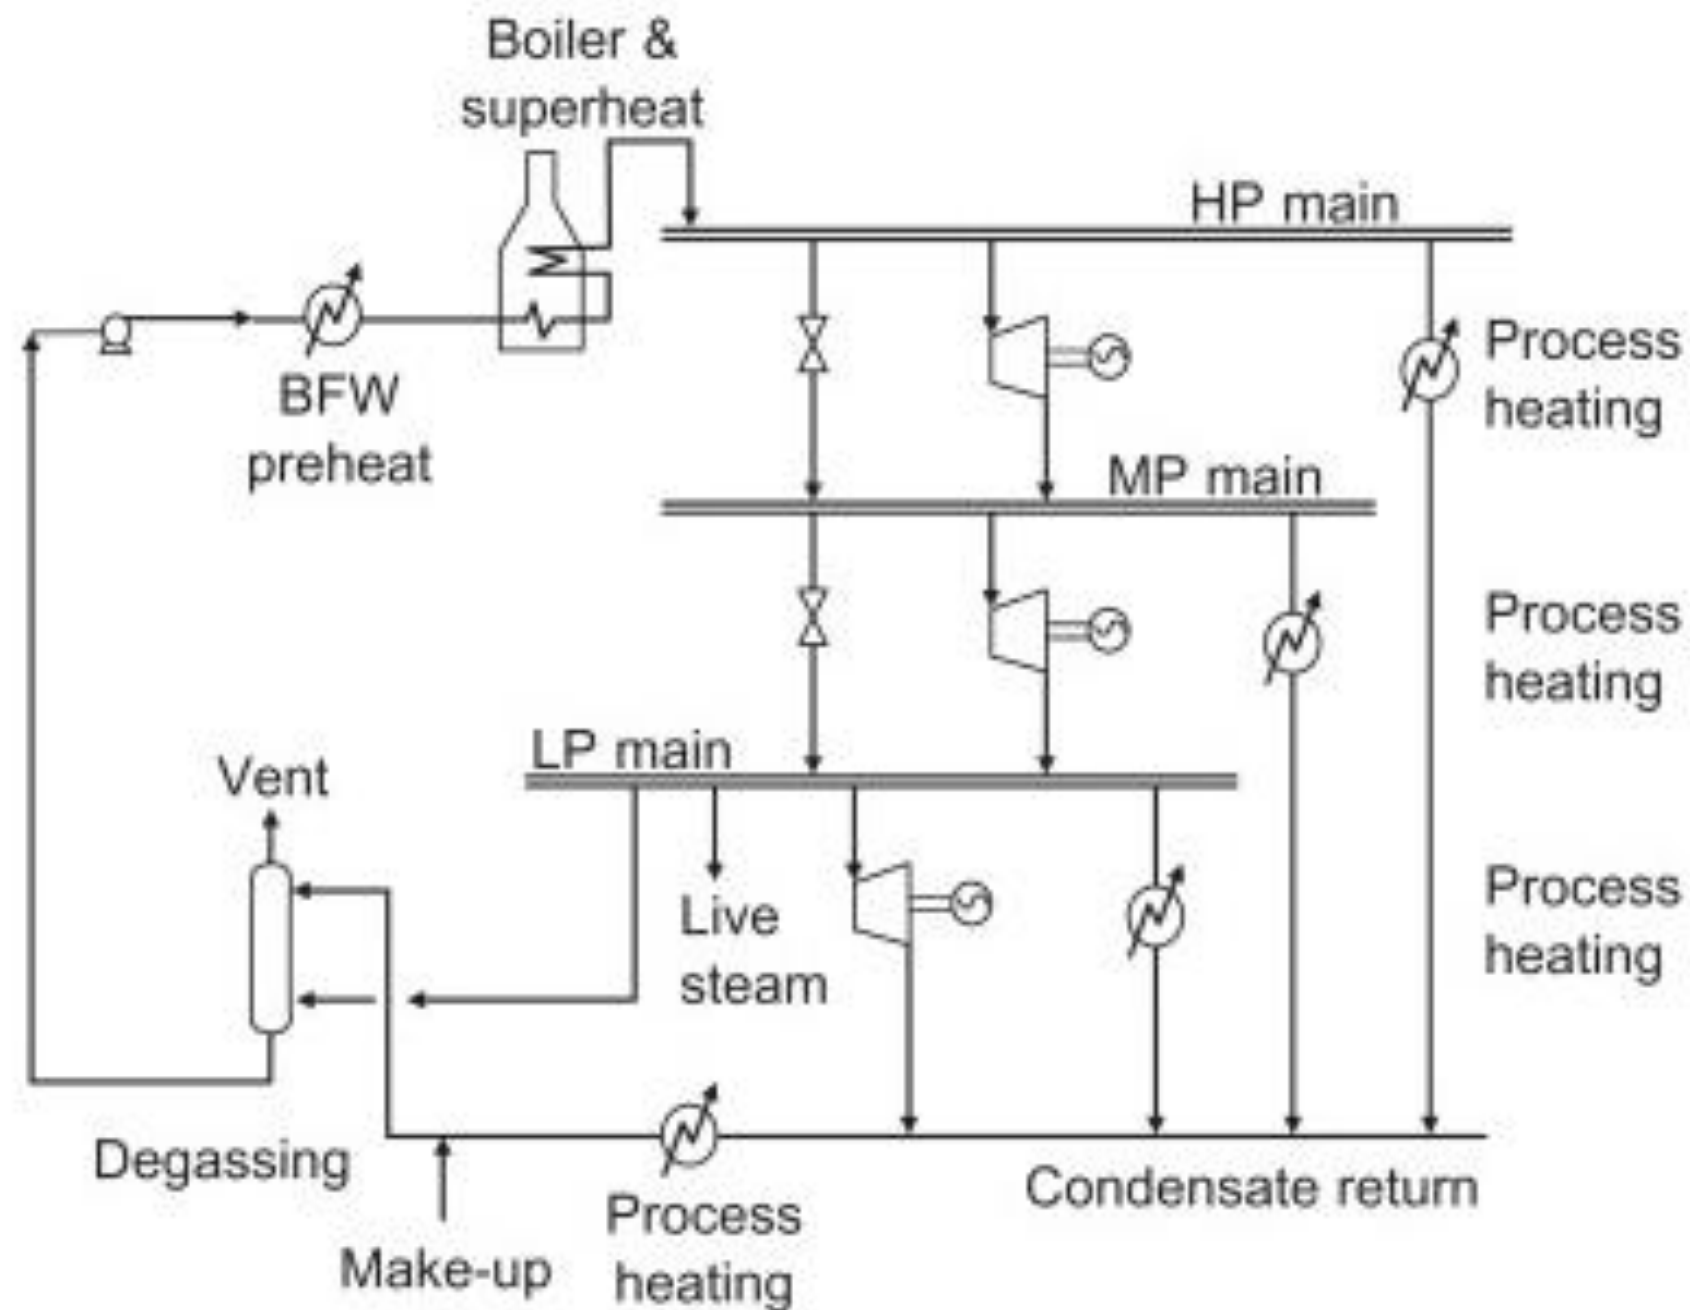 Boiler &
superheat
HP main
Process
heating
BFW
preheat
MP main
Process
heating
LP main
Vent
Process
heating
Live
steam
Degassing
Condensate return
Process
heating
Make-up